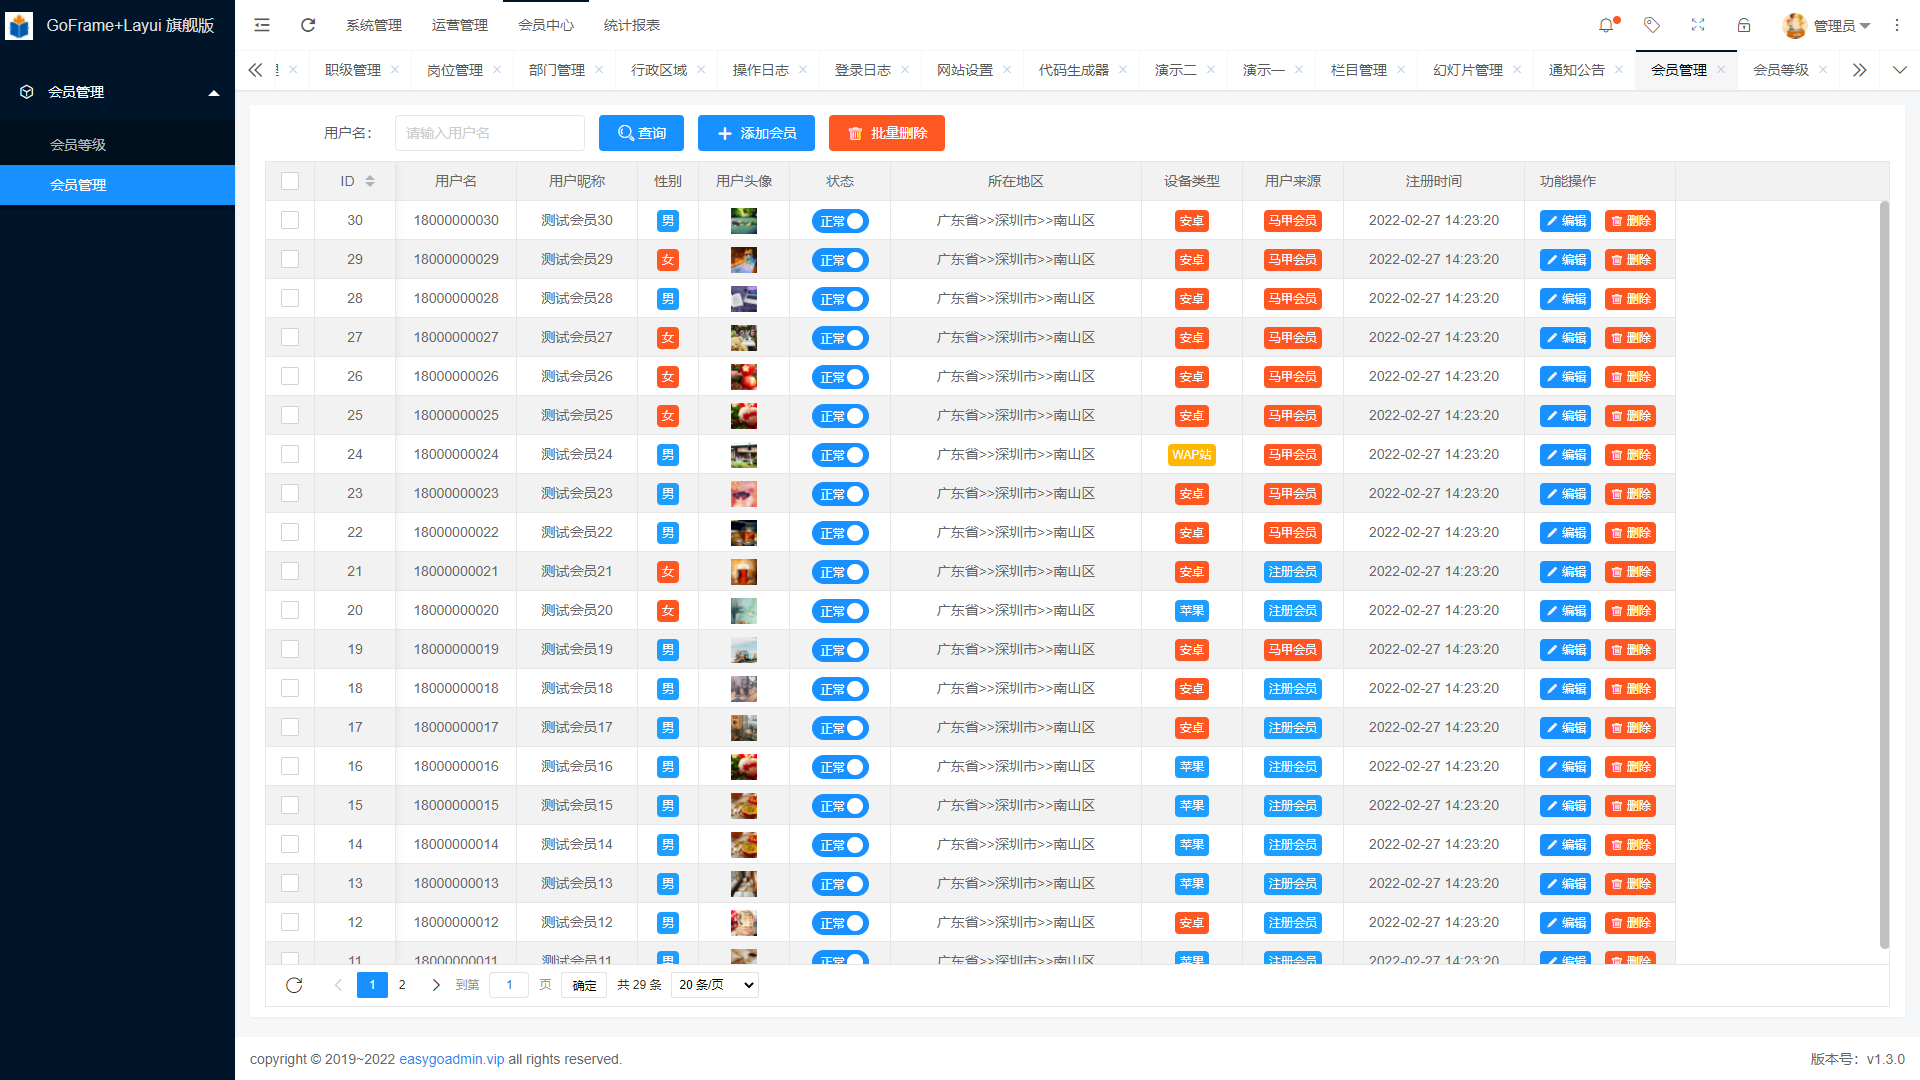 GoFrame+Layui 旗舰版
系统管理 运营管理 会员中心 统计报表 管理员
职级管理 岗位管理 部门管理 行政区域 操作日志 登录日志 网站设置 代码生成器 演示二 演示一 栏目管理 幻灯片管理 通知公告 会员管理 会员等级
会员管理
会员等级
会员管理
用户名： 请输入用户名 查询 添加会员 批量删除
ID 用户名 用户昵称 性别 用户头像 状态 所在地区 设备类型 用户来源 注册时间 功能操作
30 18000000030 测试会员30 男 正常 广东省>>深圳市>>南山区 安卓 马甲会员 2022-02-27 14:23:20 编辑 删除
29 18000000029 测试会员29 女 正常 广东省>>深圳市>>南山区 安卓 马甲会员 2022-02-27 14:23:20 编辑 删除
28 18000000028 测试会员28 男 正常 广东省>>深圳市>>南山区 安卓 马甲会员 2022-02-27 14:23:20 编辑 删除
27 18000000027 测试会员27 女 正常 广东省>>深圳市>>南山区 安卓 马甲会员 2022-02-27 14:23:20 编辑 删除
26 18000000026 测试会员26 女 正常 广东省>>深圳市>>南山区 安卓 马甲会员 2022-02-27 14:23:20 编辑 删除
25 18000000025 测试会员25 女 正常 广东省>>深圳市>>南山区 安卓 马甲会员 2022-02-27 14:23:20 编辑 删除
24 18000000024 测试会员24 男 正常 广东省>>深圳市>>南山区 WAP站 马甲会员 2022-02-27 14:23:20 编辑 删除
23 18000000023 测试会员23 男 正常 广东省>>深圳市>>南山区 安卓 马甲会员 2022-02-27 14:23:20 编辑 删除
22 18000000022 测试会员22 男 正常 广东省>>深圳市>>南山区 安卓 马甲会员 2022-02-27 14:23:20 编辑 删除
21 18000000021 测试会员21 女 正常 广东省>>深圳市>>南山区 安卓 注册会员 2022-02-27 14:23:20 编辑 删除
20 18000000020 测试会员20 女 正常 广东省>>深圳市>>南山区 苹果 注册会员 2022-02-27 14:23:20 编辑 删除
19 18000000019 测试会员19 男 正常 广东省>>深圳市>>南山区 安卓 马甲会员 2022-02-27 14:23:20 编辑 删除
18 18000000018 测试会员18 男 正常 广东省>>深圳市>>南山区 安卓 注册会员 2022-02-27 14:23:20 编辑 删除
17 18000000017 测试会员17 男 正常 广东省>>深圳市>>南山区 安卓 注册会员 2022-02-27 14:23:20 编辑 删除
16 18000000016 测试会员16 男 正常 广东省>>深圳市>>南山区 苹果 注册会员 2022-02-27 14:23:20 编辑 删除
15 18000000015 测试会员15 男 正常 广东省>>深圳市>>南山区 苹果 注册会员 2022-02-27 14:23:20 编辑 删除
14 18000000014 测试会员14 男 正常 广东省>>深圳市>>南山区 苹果 注册会员 2022-02-27 14:23:20 编辑 删除
13 18000000013 测试会员13 男 正常 广东省>>深圳市>>南山区 苹果 注册会员 2022-02-27 14:23:20 编辑 删除
12 18000000012 测试会员12 男 正常 广东省>>深圳市>>南山区 安卓 注册会员 2022-02-27 14:23:20 编辑 删除
11 18000000011 测试会员11 男 正常 广东省>>深圳市>>南山区 苹果 注册会员 2022-02-27 14:23:20 编辑 删除
1 2 到第 1 页 确定 共 29 条 20 条/页
copyright © 2019~2022 easygoadmin.vip all rights reserved. 版本号：v1.3.0